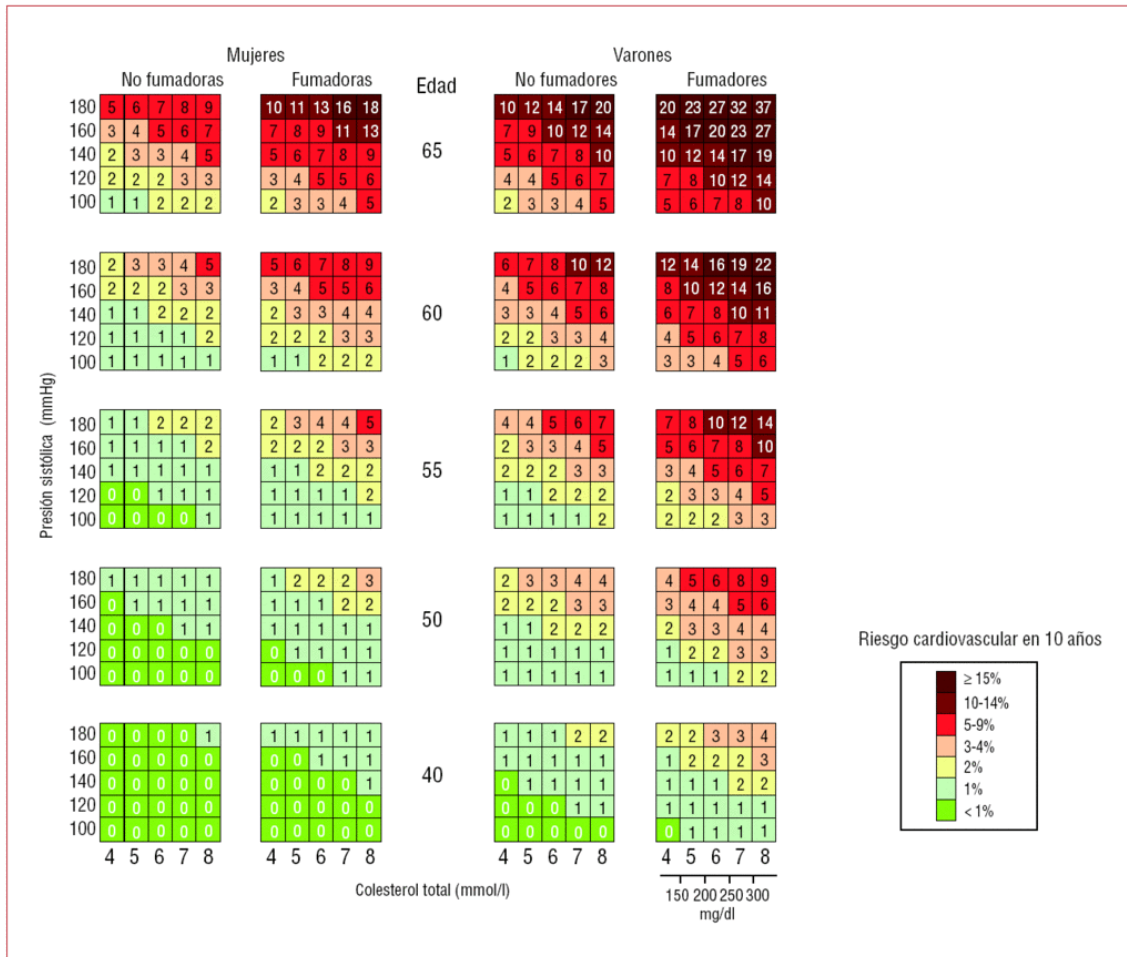 Mujeres Varones
No fumadoras Fumadoras Edad No fumadores Fumadores
180 5 6 7 8 9 10 11 13 16 18 10 12 14 17 20 20 23 27 32 37
160 3 4 5 6 7 7 8 9 11 13 7 9 10 12 14 14 17 20 23 27
140 2 3 3 4 5 5 6 7 8 9 65 5 6 7 8 10 10 12 14 17 19
120 2 2 2 3 3 3 4 5 5 6 4 4 5 6 7 7 8 10 12 14
100 1 1 2 2 2 2 3 3 4 5 2 3 3 4 5 5 6 7 8 10
180 2 3 3 4 5 5 6 7 8 9 6 7 8 10 12 12 14 16 19 22
160 2 2 2 3 3 3 4 5 5 6 4 5 6 7 8 8 10 12 14 16
140 1 1 2 2 2 2 3 3 4 4 60 3 3 4 5 6 6 7 8 10 11
120 1 1 1 1 2 2 2 2 3 3 2 2 3 3 4 4 5 6 7 8
100 1 1 1 1 1 1 1 2 2 2 1 2 2 2 3 3 3 4 5 6
Presión sistólica (mmHg)
180 1 1 2 2 2 2 3 4 4 5 4 4 5 6 7 7 8 10 12 14
160 1 1 1 1 2 2 2 2 3 3 2 3 3 4 5 5 6 7 8 10
140 1 1 1 1 1 1 1 2 2 2 55 2 2 2 3 3 3 4 5 6 7
120 0 0 1 1 1 1 1 1 1 2 1 1 2 2 2 2 3 3 4 5
100 0 0 0 0 1 1 1 1 1 1 1 1 1 1 2 2 2 2 3 3
180 1 1 1 1 1 1 2 2 2 3 2 3 3 4 4 4 5 6 8 9
160 0 1 1 1 1 1 1 1 2 2 2 2 2 3 3 3 4 4 5 6
140 0 0 0 1 1 1 1 1 1 1 50 1 1 2 2 2 2 3 3 4 4
120 0 0 0 0 0 0 1 1 1 1 1 1 1 1 1 1 2 2 3 3
100 0 0 0 0 0 0 0 0 1 1 1 1 1 1 1 1 1 1 2 2
180 0 0 0 0 1 1 1 1 1 1 1 1 1 2 2 2 2 3 3 4
160 0 0 0 0 0 0 0 1 1 1 1 1 1 1 1 1 2 2 2 3
140 0 0 0 0 0 0 0 0 0 1 40 0 1 1 1 1 1 1 1 2 2
120 0 0 0 0 0 0 0 0 0 0 0 0 0 1 1 1 1 1 1 1
100 0 0 0 0 0 0 0 0 0 0 0 0 0 0 0 0 1 1 1 1
4 5 6 7 8 4 5 6 7 8 4 5 6 7 8 4 5 6 7 8
Colesterol total (mmol/l)
150 200 250 300
mg/dl
Riesgo cardiovascular en 10 años
≥ 15%
10-14%
5-9%
3-4%
2%
1%
< 1%